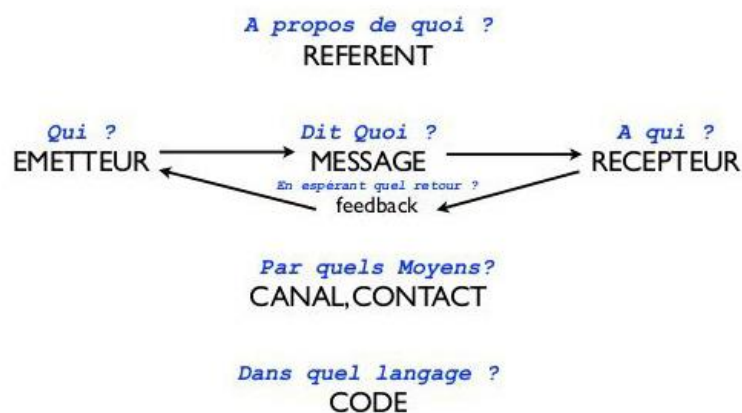 A propos de quoi ?
REFERENT
Qui ? Dit Quoi ? A qui ?
EMETTEUR MESSAGE RECEPTEUR
En espérant quel retour ?
feedback
Par quels Moyens?
CANAL,CONTACT
Dans quel langage ?
CODE